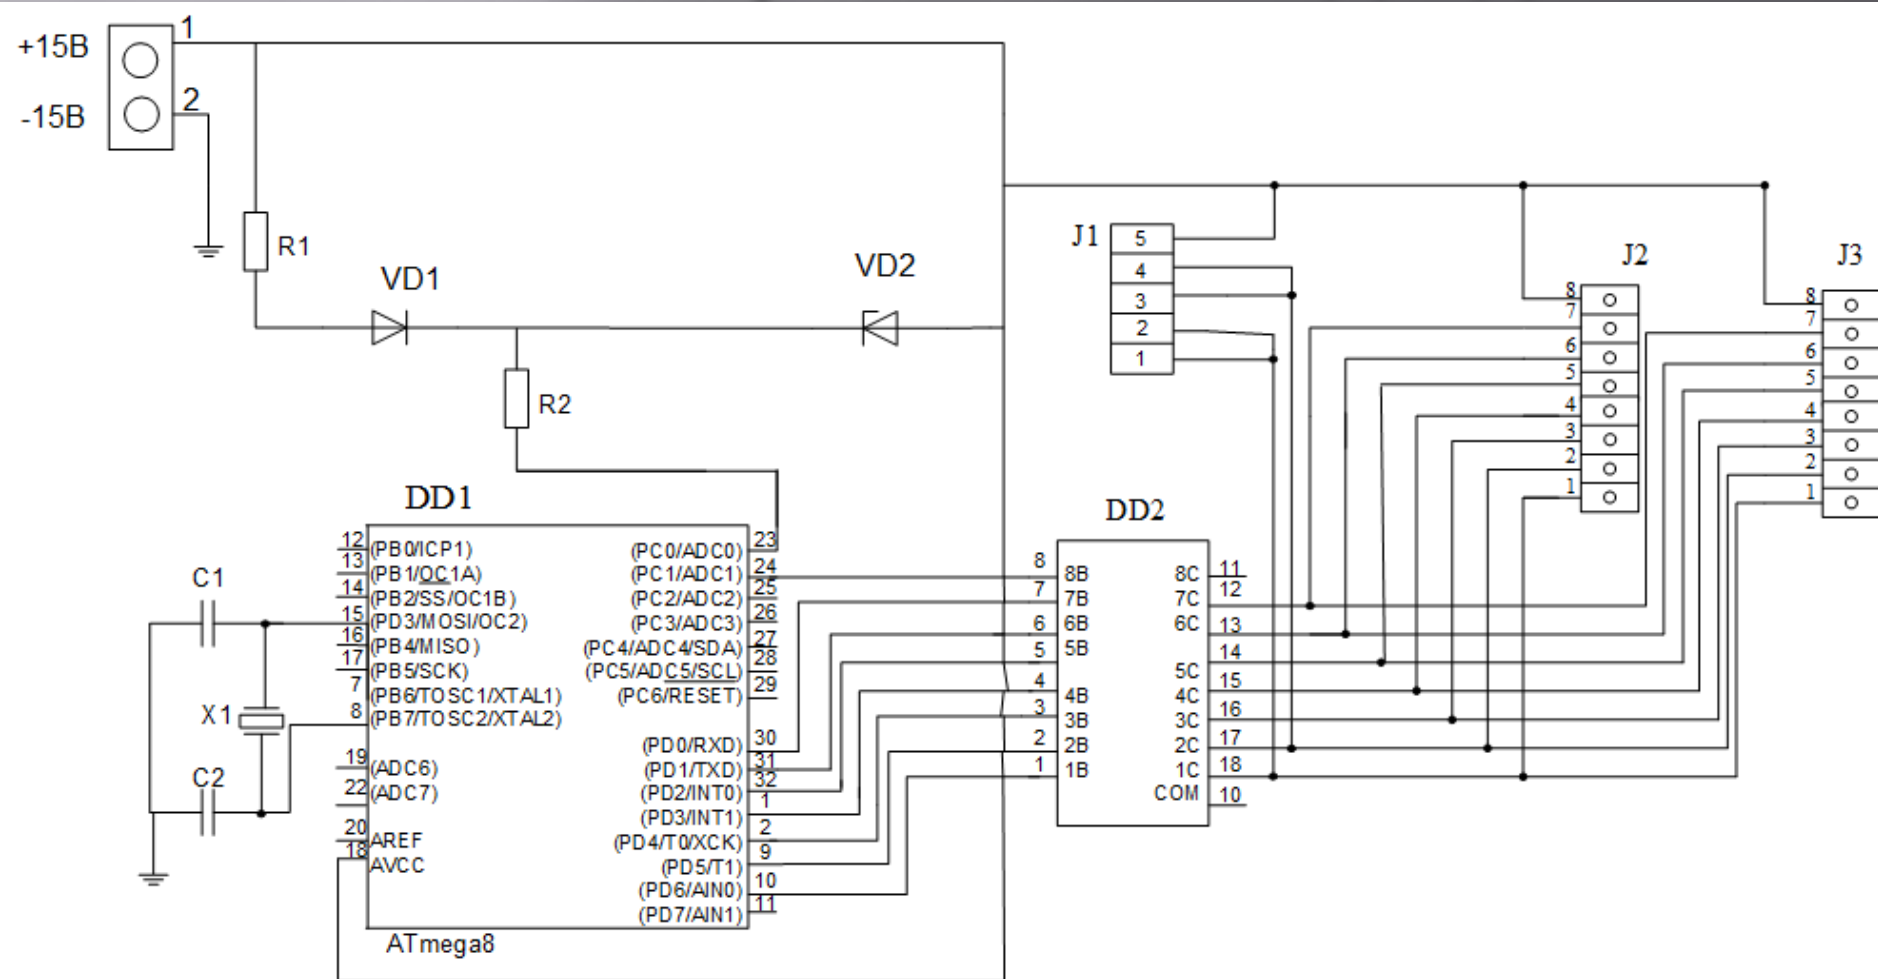 +15В
1
-15В
2
R1
VD1
VD2
R2
J1
5
4
3
2
1
J2
8
7
6
5
4
3
2
1
J3
8
7
6
5
4
3
2
1
DD1
12 (PB0/ICP1)
13 (PB1/OC1A)
14 (PB2/SS/OC1B)
15 (PD3/MOSI/OC2)
16 (PB4/MISO)
17 (PB5/SCK)
7 (PB6/TOSC1/XTAL1)
8 (PB7/TOSC2/XTAL2)
19 (ADC6)
22 (ADC7)
20 AREF
18 AVCC
(PC0/ADC0) 23
(PC1/ADC1) 24
(PC2/ADC2) 25
(PC3/ADC3) 26
(PC4/ADC4/SDA) 27
(PC5/ADC5/SCL) 28
(PC6/RESET) 29
(PD0/RXD) 30
(PD1/TXD) 31
(PD2/INT0) 32
(PD3/INT1) 1
(PD4/T0/XCK) 2
(PD5/T1) 9
(PD6/AIN0) 10
(PD7/AIN1) 11
ATmega8
C1
X1
C2
DD2
8 8B
7 7B
6 6B
5 5B
4 4B
3 3B
2 2B
1 1B
8C 11
7C 12
6C 13
5C 14
4C 15
3C 16
2C 17
1C 18
COM 10